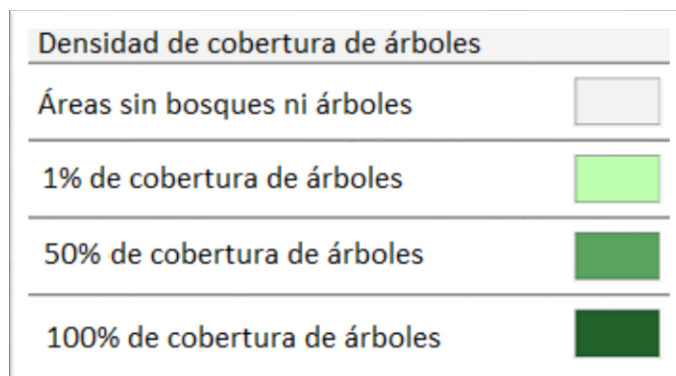 Densidad de cobertura de árboles
Áreas sin bosques ni árboles
1% de cobertura de árboles
50% de cobertura de árboles
100% de cobertura de árboles